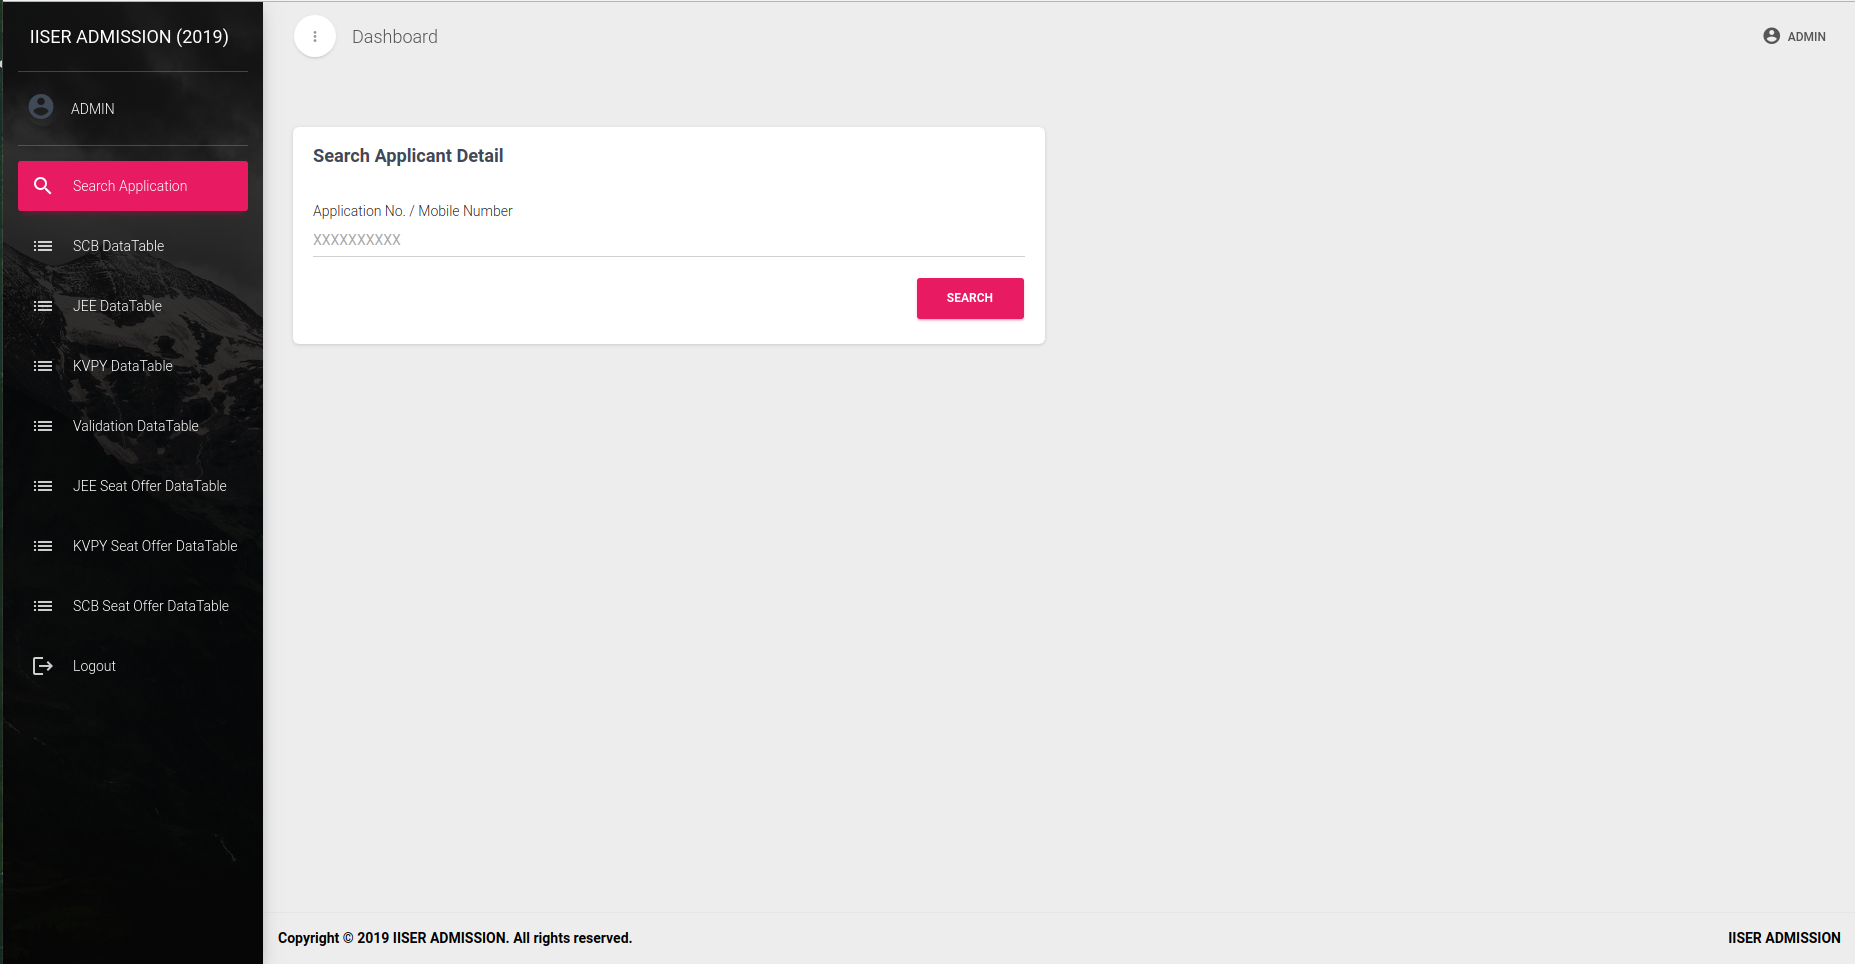 IISER ADMISSION (2019)
ADMIN
Search Application
SCB DataTable
JEE DataTable
KVPY DataTable
Validation DataTable
JEE Seat Offer DataTable
KVPY Seat Offer DataTable
SCB Seat Offer DataTable
Logout
Dashboard
ADMIN
Search Applicant Detail
Application No. / Mobile Number
XXXXXXXXXX
SEARCH
Copyright © 2019 IISER ADMISSION. All rights reserved.
IISER ADMISSION